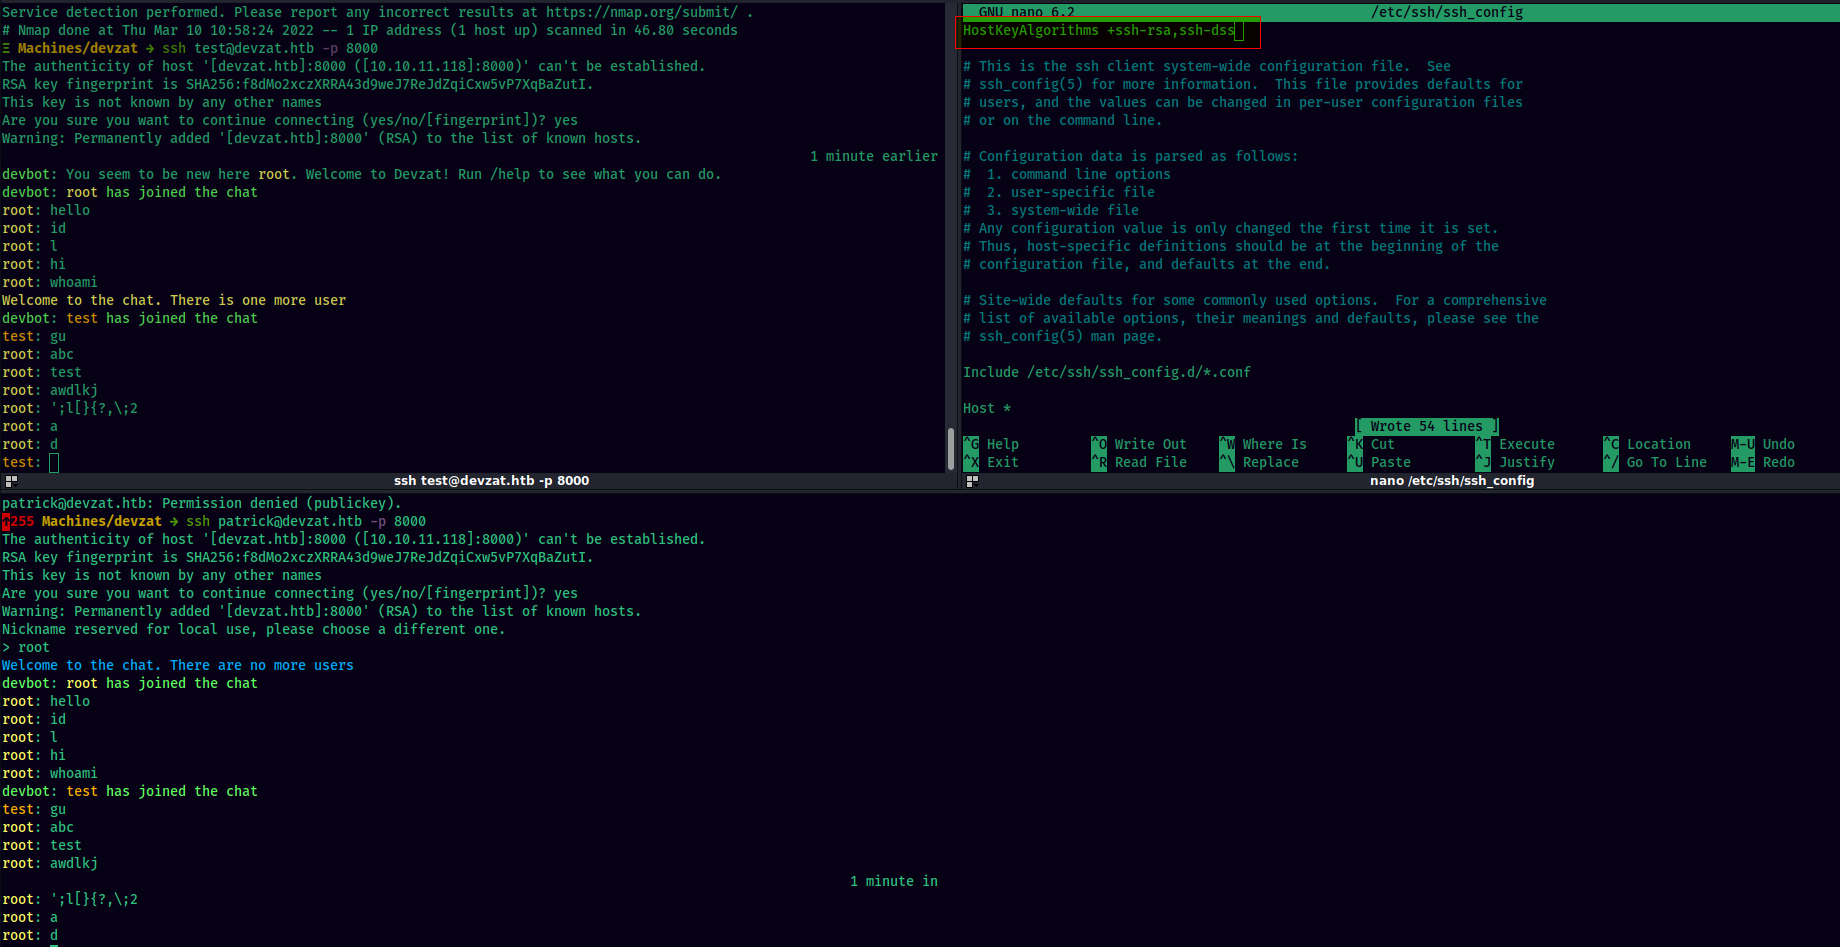 Service detection performed. Please report any incorrect results at https://nmap.org/submit/ .
# Nmap done at Thu Mar 10 10:58:24 2022 -- 1 IP address (1 host up) scanned in 46.80 seconds
Ξ Machines/devzat → ssh test@devzat.htb -p 8000
The authenticity of host '[devzat.htb]:8000 ([10.10.11.118]:8000)' can't be established.
RSA key fingerprint is SHA256:f8dMo2xczXRRA43d9weJ7ReJdZqiCxw5vP7XqBaZutI.
This key is not known by any other names
Are you sure you want to continue connecting (yes/no/[fingerprint])? yes
Warning: Permanently added '[devzat.htb]:8000' (RSA) to the list of known hosts.
1 minute earlier
devbot: You seem to be new here root. Welcome to Devzat! Run /help to see what you can do.
devbot: root has joined the chat
root: hello
root: id
root: l
root: hi
root: whoami
Welcome to the chat. There is one more user
devbot: test has joined the chat
test: gu
root: abc
root: test
root: awdlkj
root: ';l[}{?,\;2
root: a
root: d
test:
ssh test@devzat.htb -p 8000
GNU nano 6.2 /etc/ssh/ssh_config
HostKeyAlgorithms +ssh-rsa,ssh-dss
# This is the ssh client system-wide configuration file.  See
# ssh_config(5) for more information.  This file provides defaults for
# users, and the values can be changed in per-user configuration files
# or on the command line.
# Configuration data is parsed as follows:
#  1. command line options
#  2. user-specific file
#  3. system-wide file
# Any configuration value is only changed the first time it is set.
# Thus, host-specific definitions should be at the beginning of the
# configuration file, and defaults at the end.
# Site-wide defaults for some commonly used options.  For a comprehensive
# list of available options, their meanings and defaults, please see the
# ssh_config(5) man page.
Include /etc/ssh/ssh_config.d/*.conf
Host *
[ Wrote 54 lines ]
^G Help ^O Write Out ^W Where Is ^K Cut ^T Execute ^C Location M-U Undo
^X Exit ^R Read File ^\ Replace ^U Paste ^J Justify ^/ Go To Line M-E Redo
nano /etc/ssh/ssh_config
patrick@devzat.htb: Permission denied (publickey).
255 Machines/devzat → ssh patrick@devzat.htb -p 8000
The authenticity of host '[devzat.htb]:8000 ([10.10.11.118]:8000)' can't be established.
RSA key fingerprint is SHA256:f8dMo2xczXRRA43d9weJ7ReJdZqiCxw5vP7XqBaZutI.
This key is not known by any other names
Are you sure you want to continue connecting (yes/no/[fingerprint])? yes
Warning: Permanently added '[devzat.htb]:8000' (RSA) to the list of known hosts.
Nickname reserved for local use, please choose a different one.
> root
Welcome to the chat. There are no more users
devbot: root has joined the chat
root: hello
root: id
root: l
root: hi
root: whoami
devbot: test has joined the chat
test: gu
root: abc
root: test
root: awdlkj
1 minute in
root: ';l[}{?,\;2
root: a
root: d